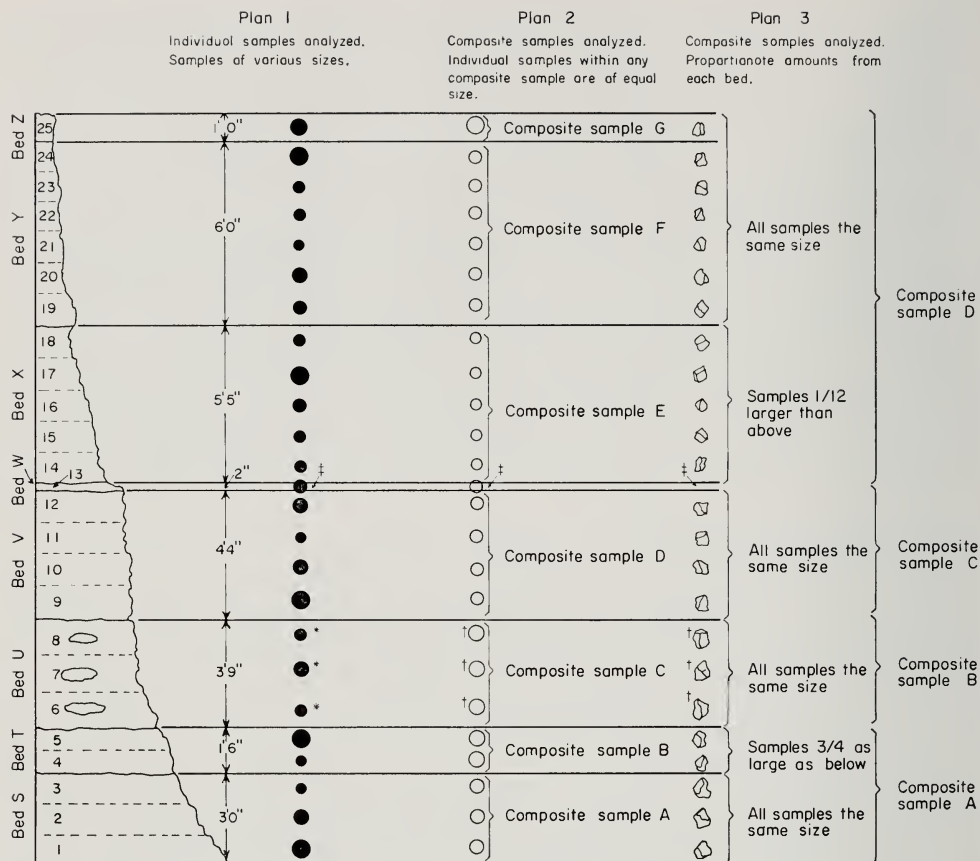 Plan 1
Individual samples analyzed.
Samples of various sizes.
Plan 2
Composite samples analyzed.
Individual samples within any
composite sample are of equal
size.
Plan 3
Composite somples analyzed.
Proportianote amounts from
each bed.
Bed Z
25
1'0"
Composite sample G
Bed Y
24
23
22
21
20
19
6'0"
Composite sample F
All samples the
same size
Composite
sample D
Bed X
18
17
16
15
14
5'5"
Composite sample E
Samples 1/12
larger than
above
Bed W
13
2"
‡
‡
‡
Bed V
12
11
10
9
4'4"
Composite sample D
All samples the
same size
Composite
sample C
Bed U
8
7
6
3'9"
*
*
*
†
†
†
Composite sample C
†
†
†
All samples the
same size
Composite
sample B
Bed T
5
4
1'6"
Composite sample B
Samples 3/4 as
large as below
Bed S
3
2
1
3'0"
Composite sample A
All samples the
same size
Composite
sample A